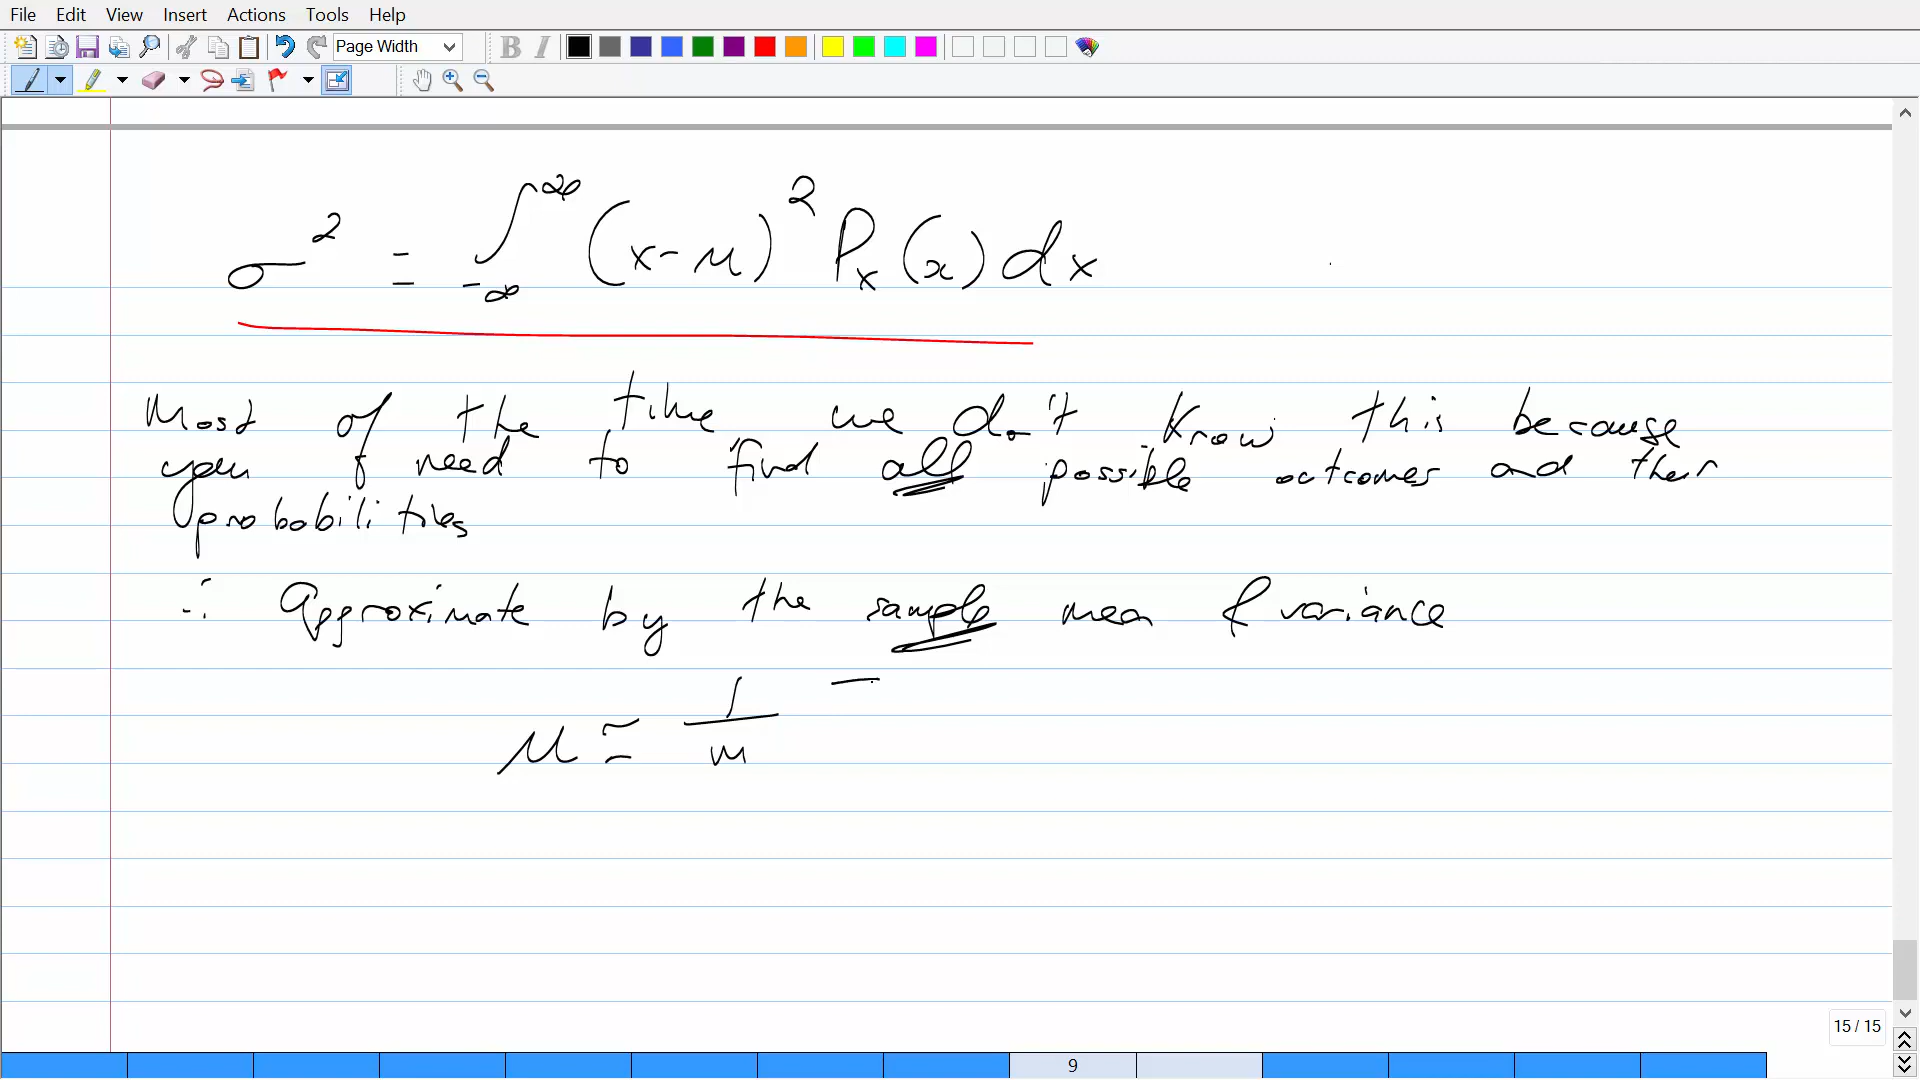 File Edit View Insert Actions Tools Help
Page Width B I
σ² = ∫_{-∞}^{∞} (x-μ)² P_x(x) dx
Most of the time we don't know this because
you need to find all possible outcomes and their
probabilities
∴ Approximate by the sample mean & variance
μ ≅ 1/m
15 / 15
9